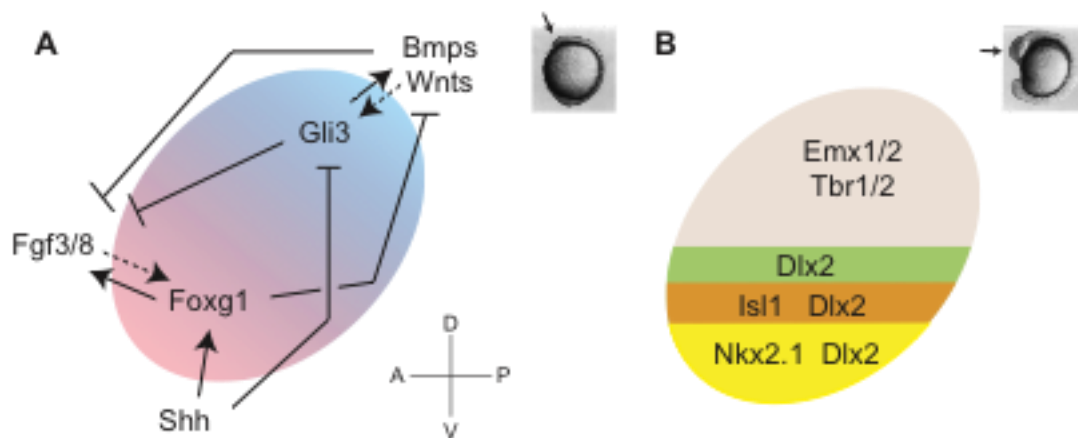 A
Bmps
Wnts
Gli3
Fgf3/8
Foxg1
Shh
D
A P
V
B
Emx1/2
Tbr1/2
Dlx2
Isl1 Dlx2
Nkx2.1 Dlx2